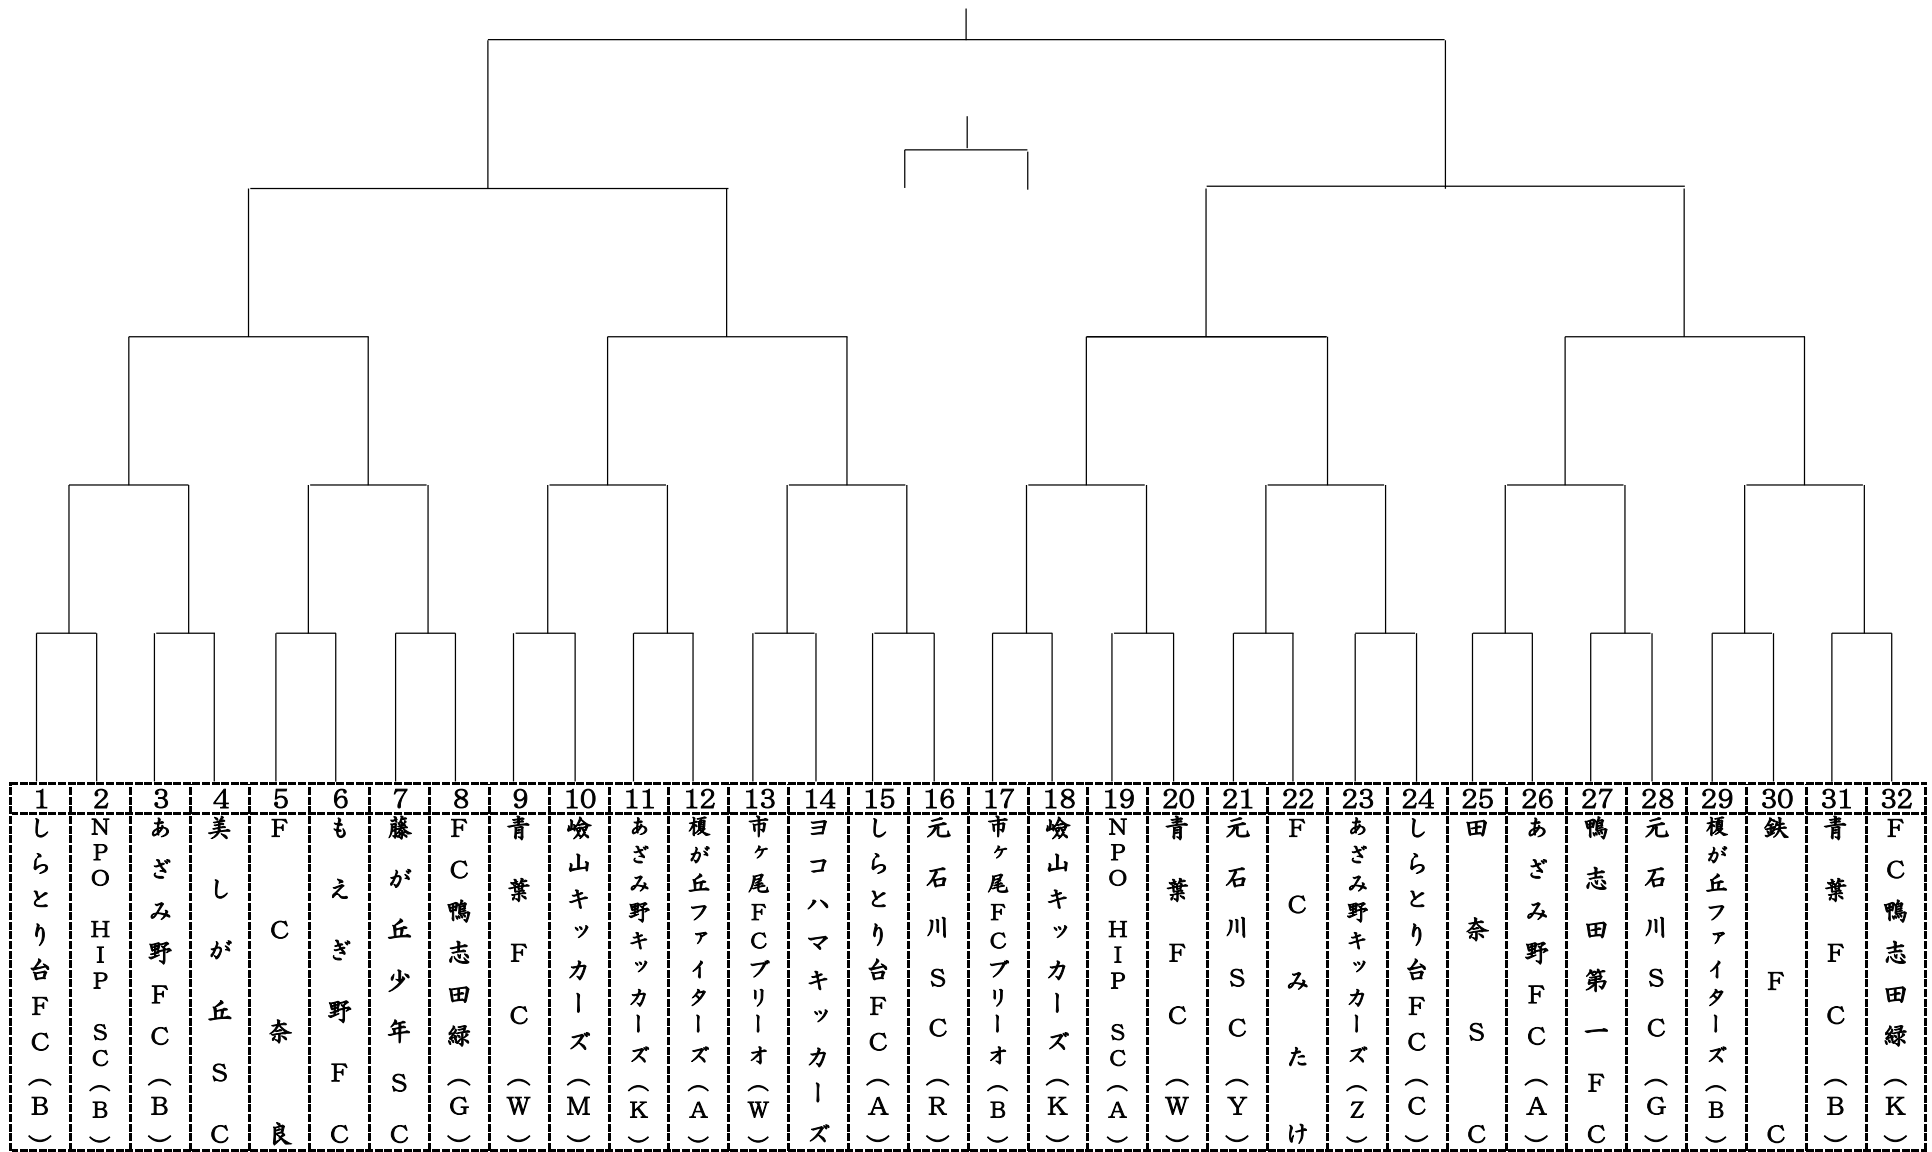 1 2 3 4 5 6 7 8 9 10 11 12 13 14 15 16 17 18 19 20 21 22 23 24 25 26 27 28 29 30 31 32
しらとり台FC(B)
NPO HIP SC(B)
あざみ野FC(B)
美しが丘SC
FC奈良
もえぎ野FC
藤が丘少年SC
FC鴨志田緑(G)
青葉FC(W)
嶮山キッカーズ(M)
あざみ野キッカーズ(K)
榎が丘ファイターズ(A)
市ヶ尾FCブリーオ(W)
ヨコハマキッカーズ
しらとり台FC(A)
元石川SC(R)
市ヶ尾FCブリーオ(B)
嶮山キッカーズ(K)
NPO HIP SC(A)
青葉FC(W)
元石川SC(Y)
FCみたけ
あざみ野キッカーズ(Z)
しらとり台FC(C)
田奈SC
あざみ野FC(A)
鴨志田第一FC
元石川SC(G)
榎が丘ファイターズ(B)
鉄FC
青葉FC(B)
FC鴨志田緑(K)